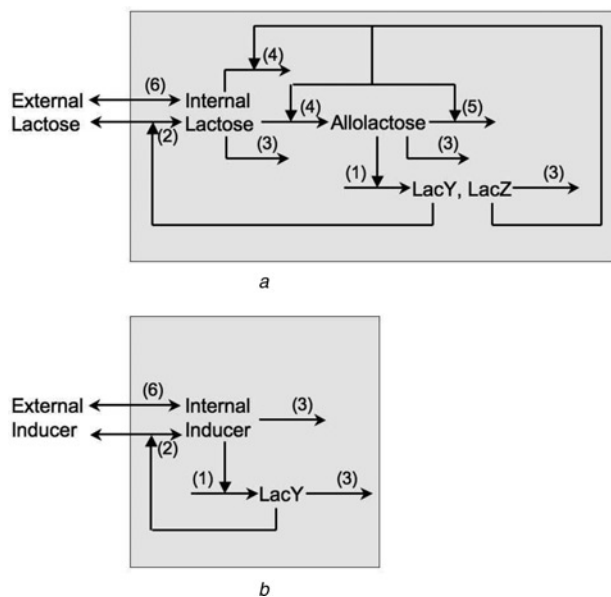 (4)
(6)
External Internal
(4)
(5)
Lactose Lactose Allolactose
(2)
(3)
(3)
(1)
(3)
LacY, LacZ
a
(6)
External Internal
(3)
Inducer Inducer
(2)
(1)
(3)
LacY
b